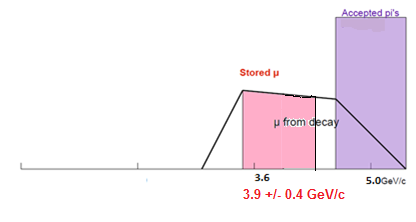 Accepted pi's
Stored µ
µ from decay
3.6
5.0GeV/c
3.9 +/- 0.4 GeV/c